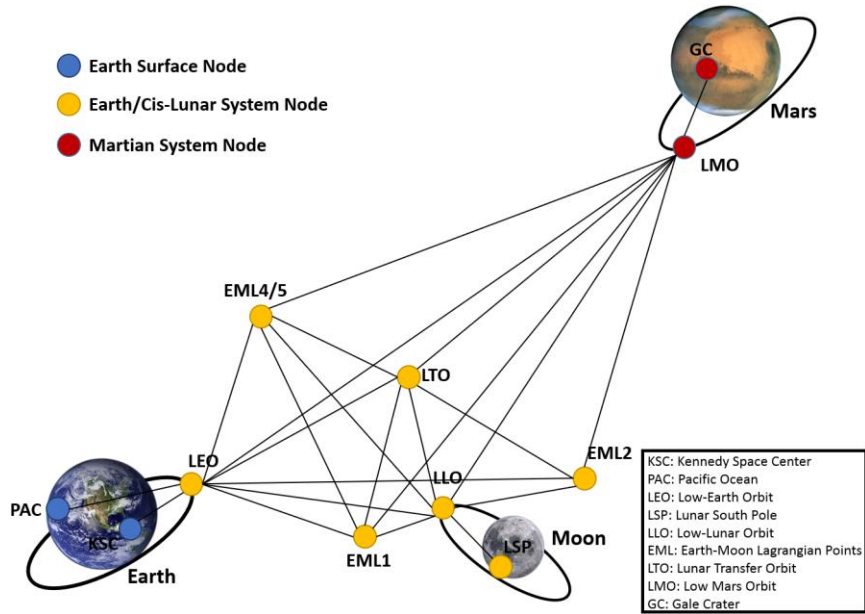 Earth Surface Node
Earth/Cis-Lunar System Node
Martian System Node
GC
Mars
LMO
EML4/5
LTO
LEO
EML2
LLO
PAC
KSC
EML1
LSP
Moon
Earth
KSC: Kennedy Space Center
PAC: Pacific Ocean
LEO: Low-Earth Orbit
LSP: Lunar South Pole
LLO: Low-Lunar Orbit
EML: Earth-Moon Lagrangian Points
LTO: Lunar Transfer Orbit
LMO: Low Mars Orbit
GC: Gale Crater